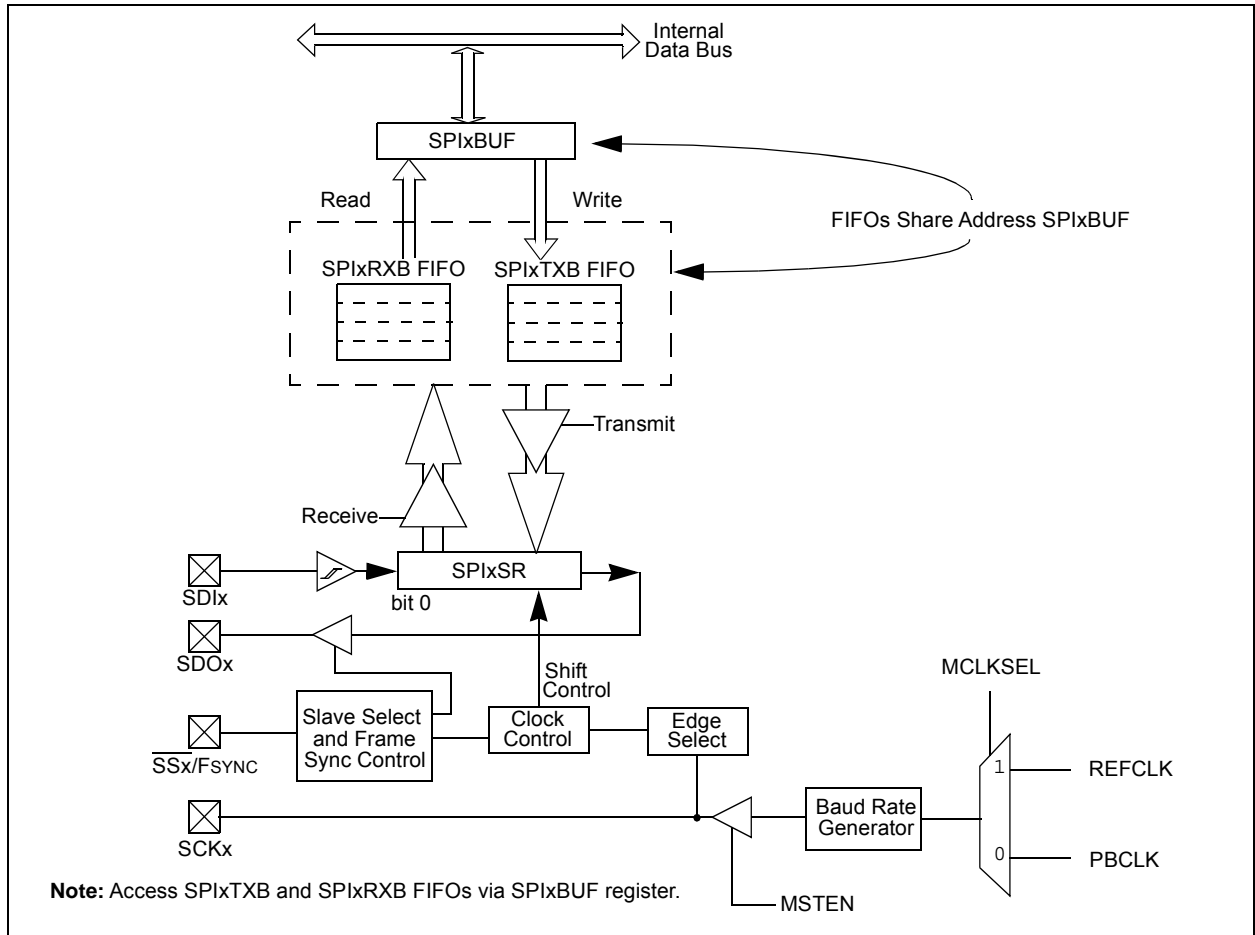 Internal
Data Bus
SPIxBUF
Read
Write
FIFOs Share Address SPIxBUF
SPIxRXB FIFO
SPIxTXB FIFO
Transmit
Receive
SPIxSR
SDIx
bit 0
SDOx
Shift
Control
MCLKSEL
Slave Select
and Frame
Sync Control
Clock
Control
Edge
Select
SSx/FSYNC
1
REFCLK
Baud Rate
Generator
SCKx
0
PBCLK
Note: Access SPIxTXB and SPIxRXB FIFOs via SPIxBUF register.
MSTEN